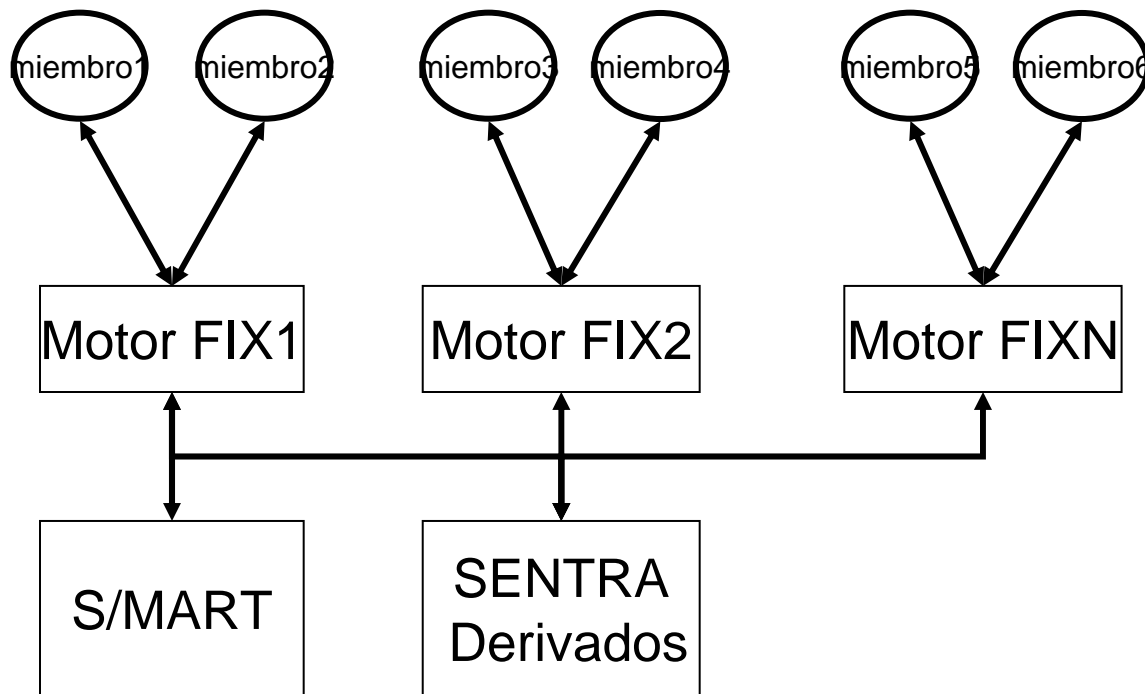 miembro1 miembro2 miembro3 miembro4 miembro5 miembro6
Motor FIX1 Motor FIX2 Motor FIXN
S/MART
SENTRA
Derivados